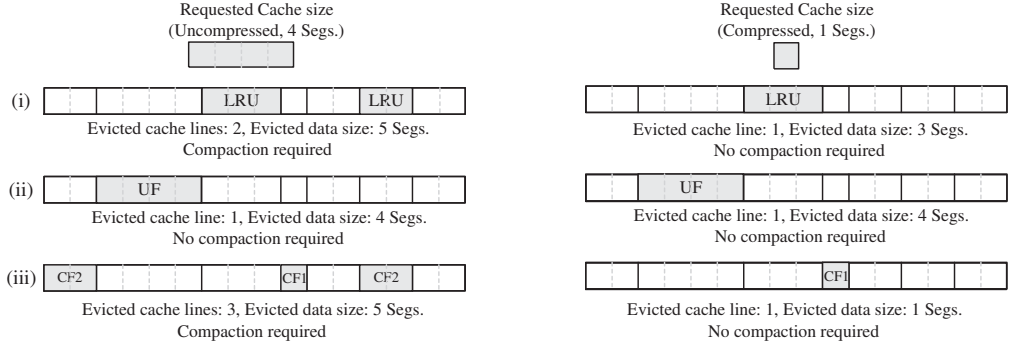 Requested Cache size
(Uncompressed, 4 Segs.)
Requested Cache size
(Compressed, 1 Segs.)
(i)
LRU
LRU
Evicted cache lines: 2, Evicted data size: 5 Segs.
Compaction required
LRU
Evicted cache line: 1, Evicted data size: 3 Segs.
No compaction required
(ii)
UF
Evicted cache line: 1, Evicted data size: 4 Segs.
No compaction required
UF
Evicted cache line: 1, Evicted data size: 4 Segs.
No compaction required
(iii)
CF2
CF1
CF2
Evicted cache lines: 3, Evicted data size: 5 Segs.
Compaction required
CF1
Evicted cache line: 1, Evicted data size: 1 Segs.
No compaction required